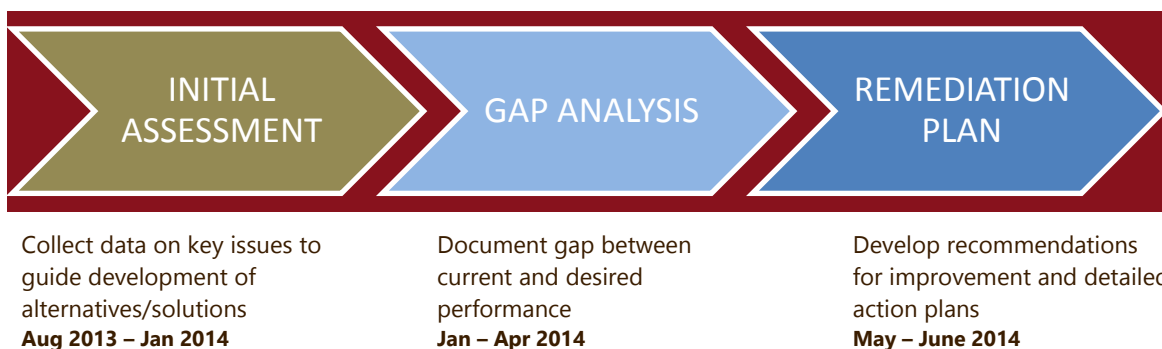 INITIAL
ASSESSMENT
GAP ANALYSIS
REMEDIATION
PLAN
Collect data on key issues to
guide development of
alternatives/solutions
Aug 2013 – Jan 2014
Document gap between
current and desired
performance
Jan – Apr 2014
Develop recommendations
for improvement and detailed
action plans
May – June 2014